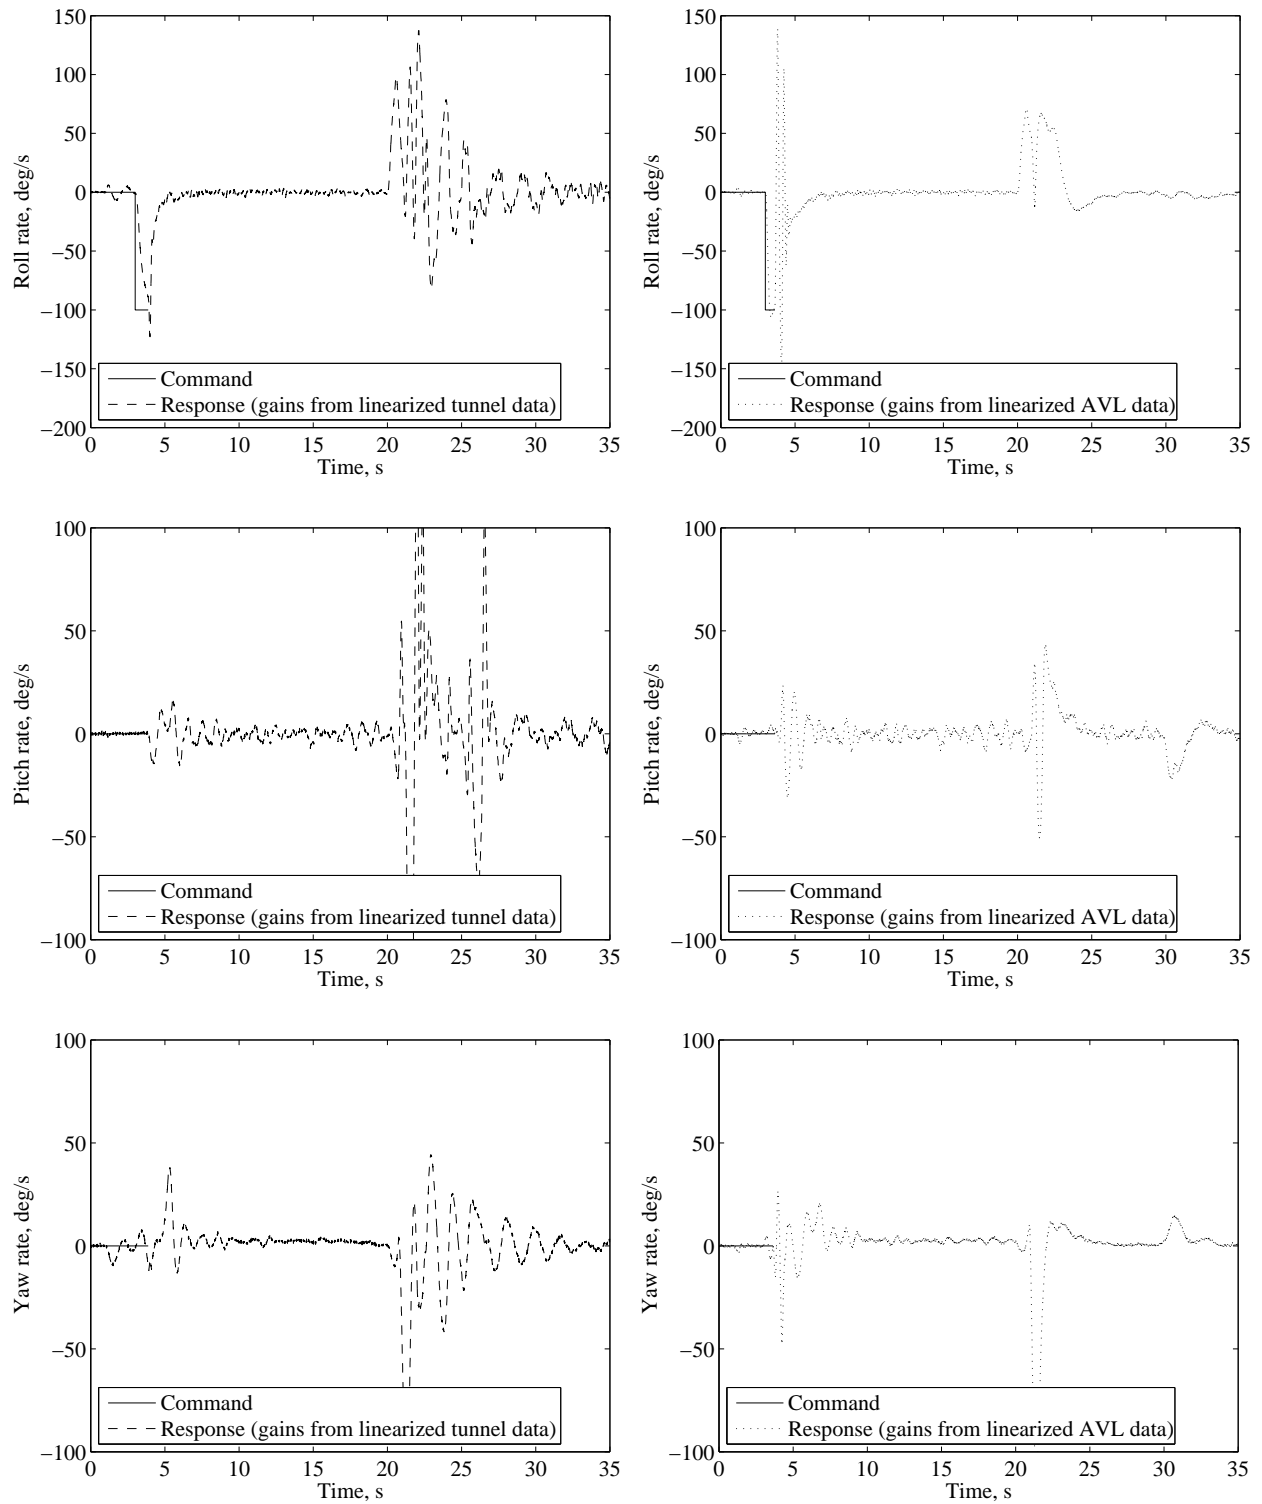 150
100
50
0
−50
−100
−150
−200
Roll rate, deg/s
Command
Response (gains from linearized tunnel data)
0 5 10 15 20 25 30 35
Time, s
150
100
50
0
−50
−100
−150
−200
Roll rate, deg/s
Command
Response (gains from linearized AVL data)
0 5 10 15 20 25 30 35
Time, s
100
50
0
−50
−100
Pitch rate, deg/s
Command
Response (gains from linearized tunnel data)
0 5 10 15 20 25 30 35
Time, s
100
50
0
−50
−100
Pitch rate, deg/s
Command
Response (gains from linearized AVL data)
0 5 10 15 20 25 30 35
Time, s
100
50
0
−50
−100
Yaw rate, deg/s
Command
Response (gains from linearized tunnel data)
0 5 10 15 20 25 30 35
Time, s
100
50
0
−50
−100
Yaw rate, deg/s
Command
Response (gains from linearized AVL data)
0 5 10 15 20 25 30 35
Time, s